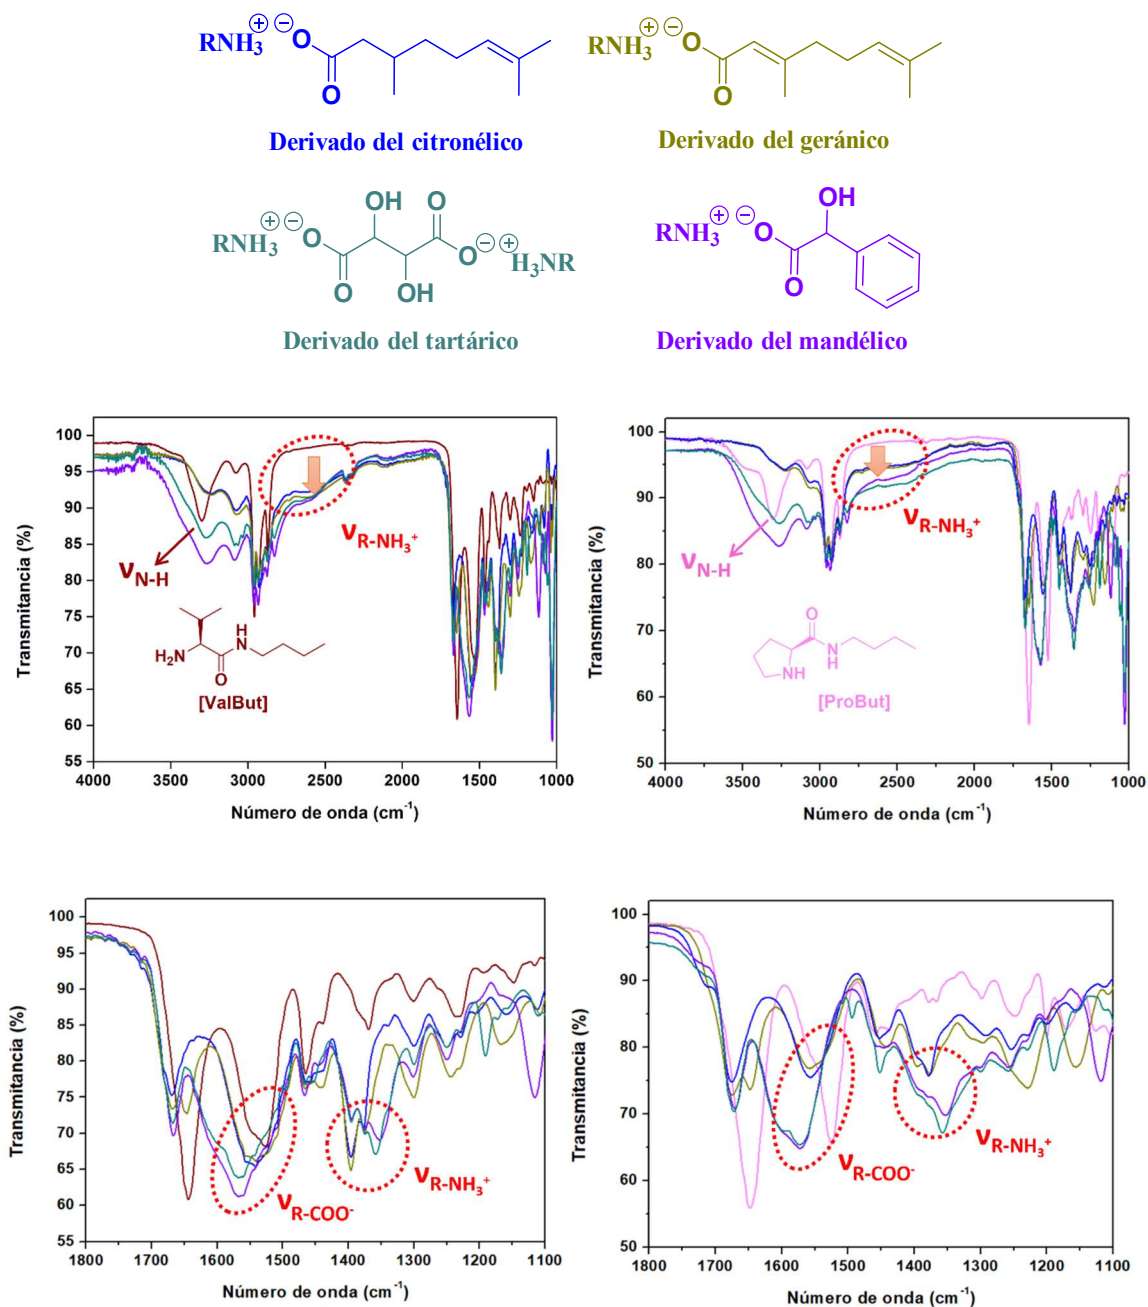 RNH₃⊕ ⊖O
O
RNH₃⊕ ⊖O
O
Derivado del citronélico
Derivado del geránico
OH O
RNH₃⊕ ⊖O
O⊖ ⊕H₃NR
O OH
OH
RNH₃⊕ ⊖O
O
Derivado del tartárico
Derivado del mandélico
Transmitancia (%)
100
95
90
85
80
75
70
65
60
55
4000 3500 3000 2500 2000 1500 1000
Número de onda (cm⁻¹)
νN-H
νR-NH₃⁺
H₂N
H
N
O
[ValBut]
Transmitancia (%)
100
90
80
70
60
50
4000 3500 3000 2500 2000 1500 1000
Número de onda (cm⁻¹)
νN-H
νR-NH₃⁺
O
N
H
NH
[ProBut]
Transmitancia (%)
100
95
90
85
80
75
70
65
60
55
1800 1700 1600 1500 1400 1300 1200 1100
Número de onda (cm⁻¹)
νR-COO⁻
νR-NH₃⁺
Transmitancia (%)
100
90
80
70
60
50
1800 1700 1600 1500 1400 1300 1200 1100
Número de onda (cm⁻¹)
νR-COO⁻
νR-NH₃⁺